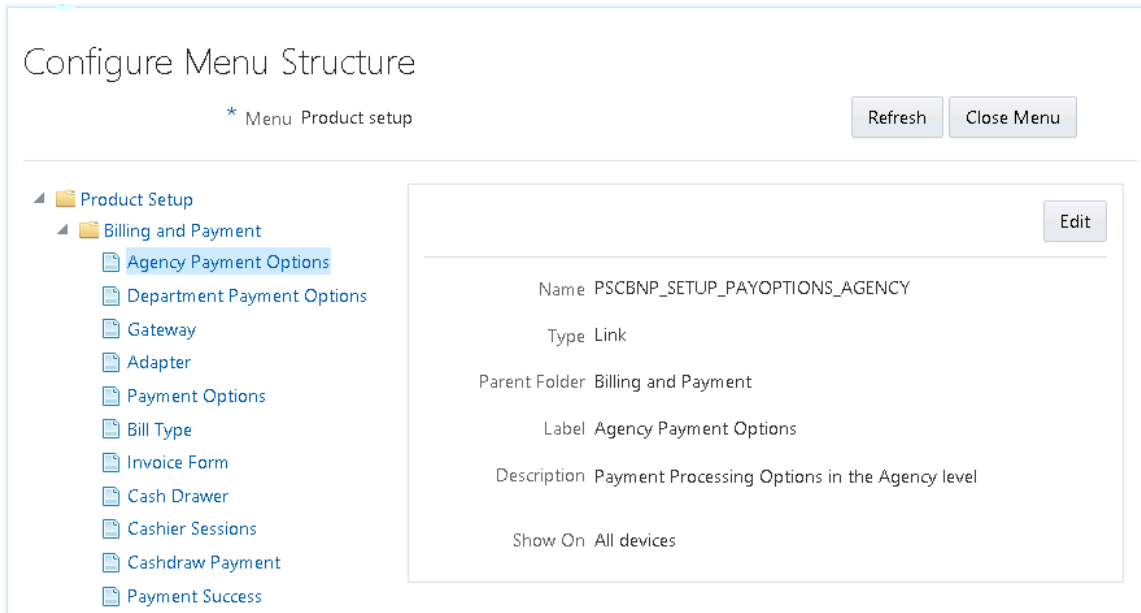 Configure Menu Structure
* Menu Product setup
Refresh
Close Menu
Product Setup
Billing and Payment
Agency Payment Options
Department Payment Options
Gateway
Adapter
Payment Options
Bill Type
Invoice Form
Cash Drawer
Cashier Sessions
Cashdraw Payment
Payment Success
Edit
Name PSCBNP_SETUP_PAYOPTIONS_AGENCY
Type Link
Parent Folder Billing and Payment
Label Agency Payment Options
Description Payment Processing Options in the Agency level
Show On All devices